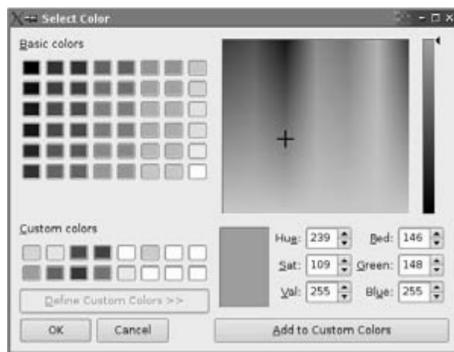 Select Color
Basic colors
Custom colors
Define Custom Colors >>
OK
Cancel
Hue: 239
Red: 146
Sat: 109
Green: 148
Val: 255
Blue: 255
Add to Custom Colors